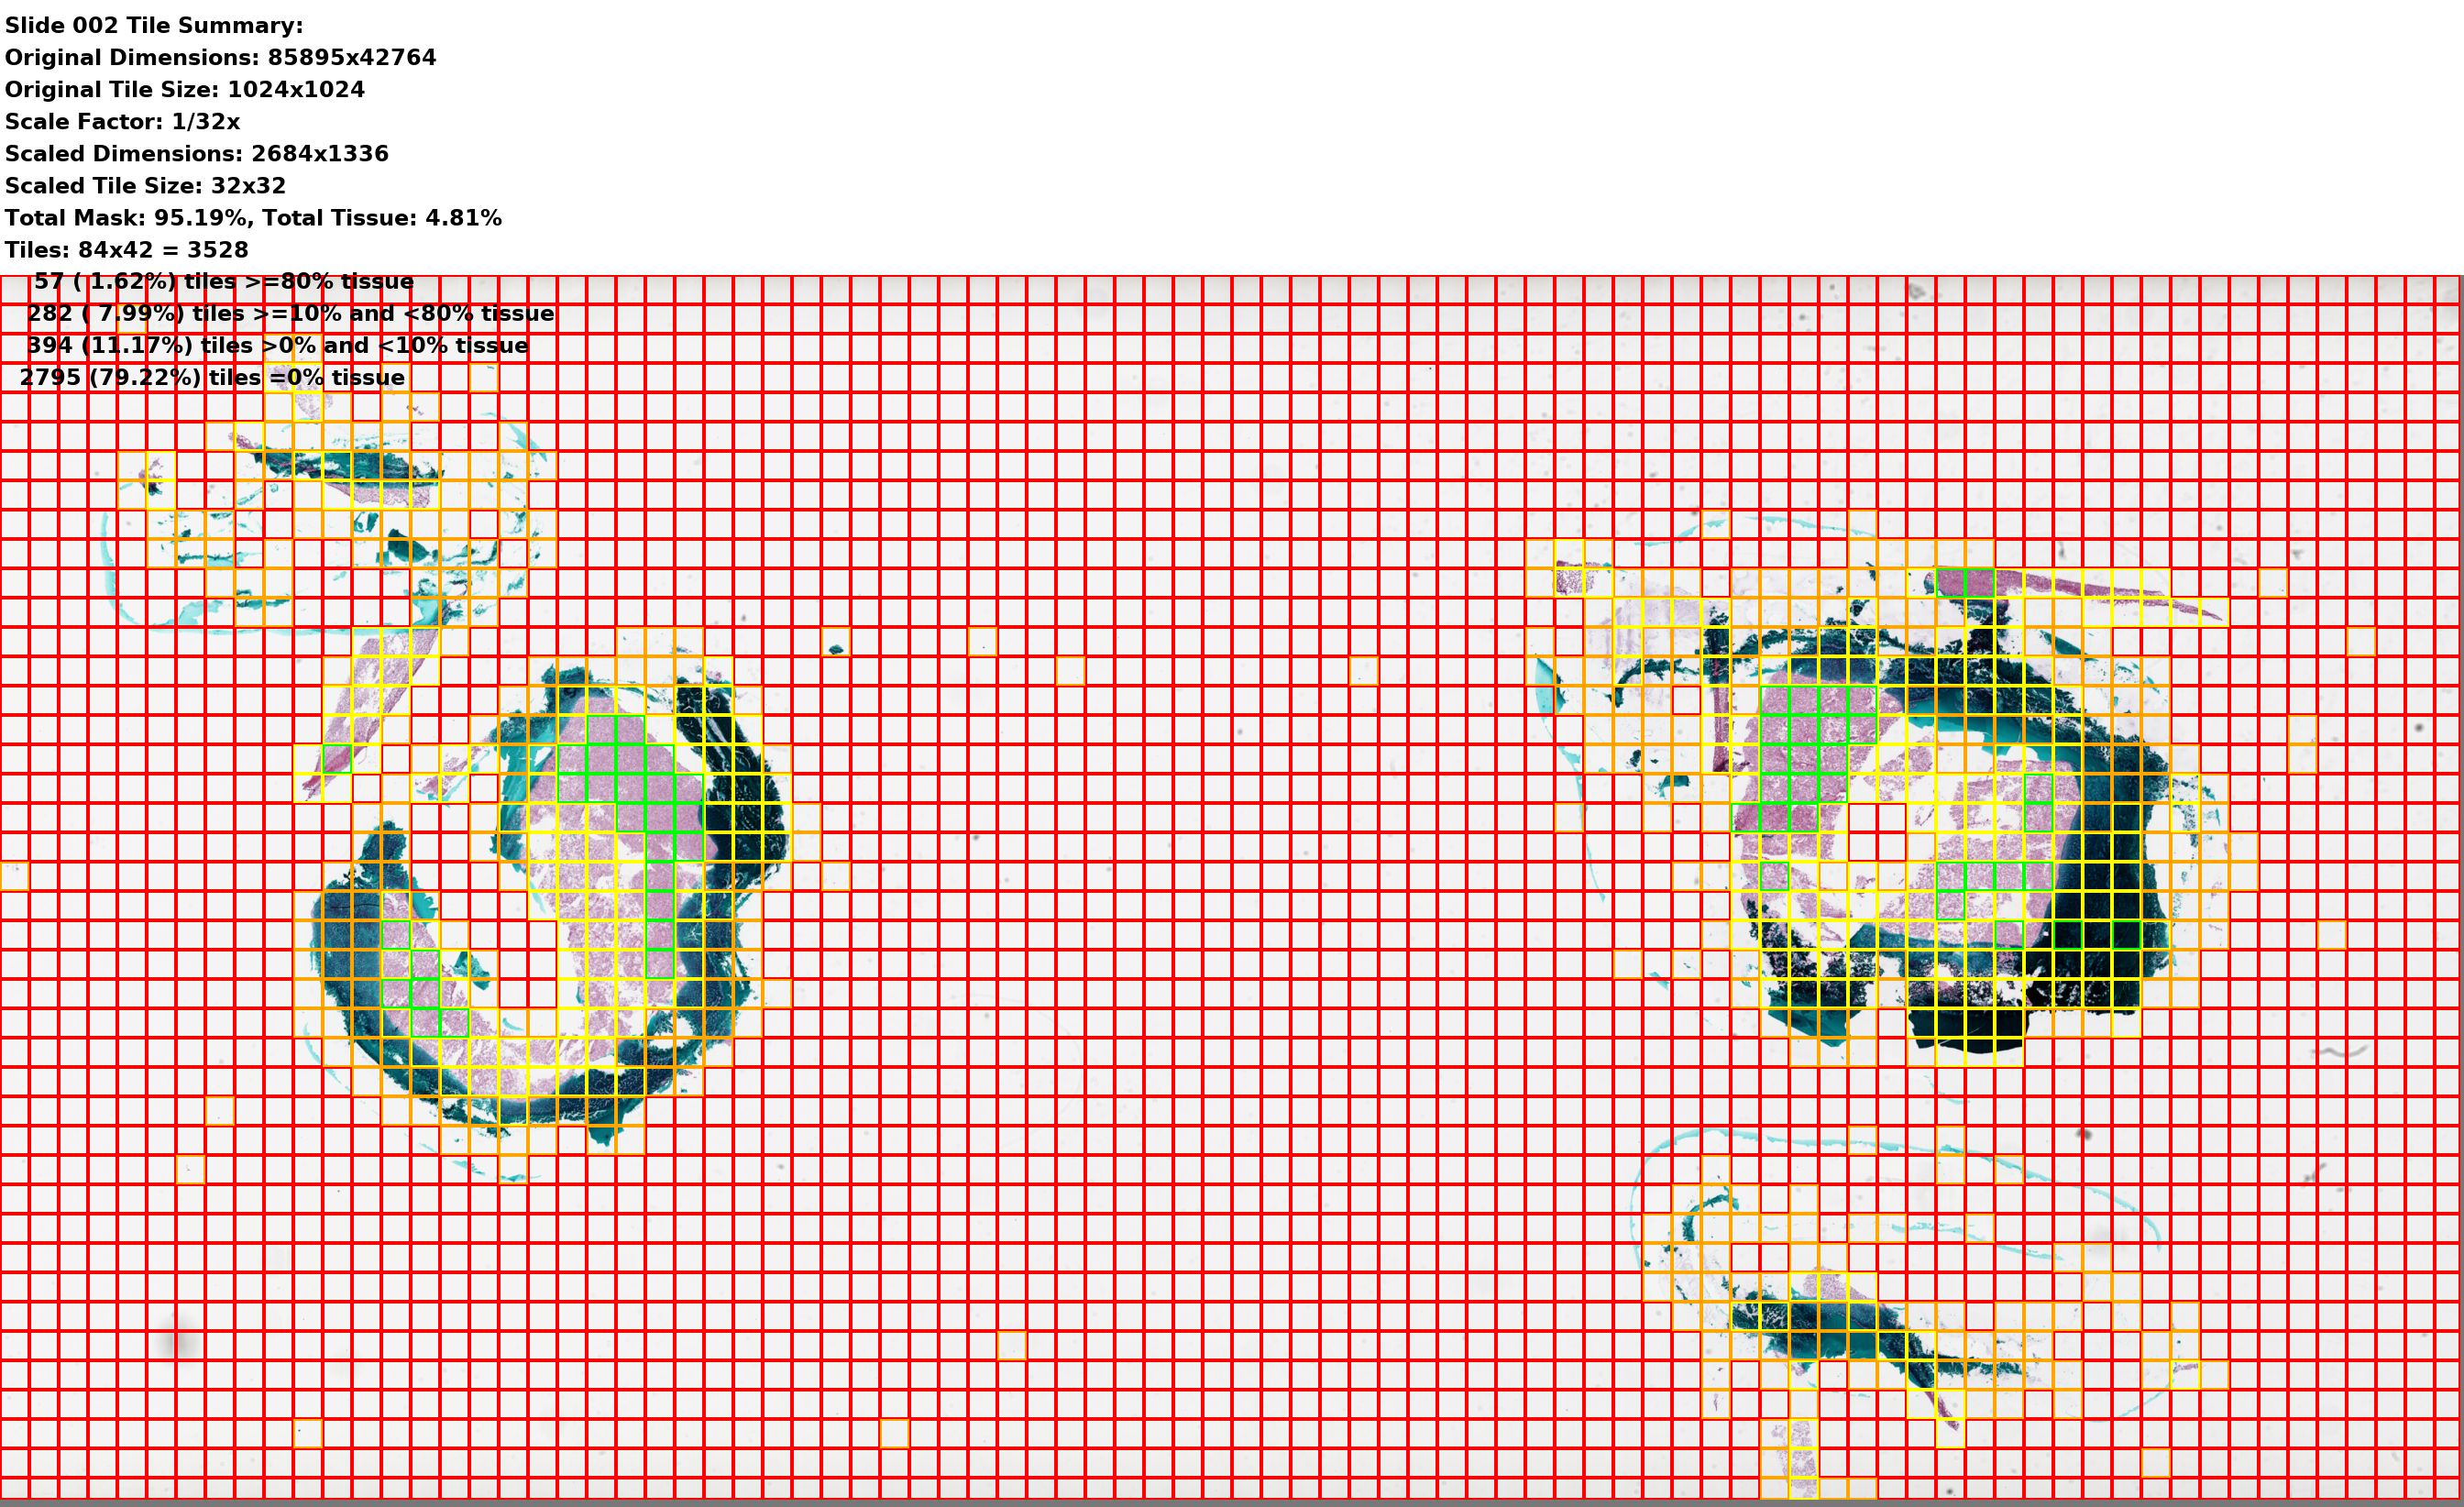 Slide 002 Tile Summary:
Original Dimensions: 85895x42764
Original Tile Size: 1024x1024
Scale Factor: 1/32x
Scaled Dimensions: 2684x1336
Scaled Tile Size: 32x32
Total Mask: 95.19%, Total Tissue: 4.81%
Tiles: 84x42 = 3528
57 ( 1.62%) tiles >=80% tissue
282 ( 7.99%) tiles >=10% and <80% tissue
394 (11.17%) tiles >0% and <10% tissue
2795 (79.22%) tiles =0% tissue